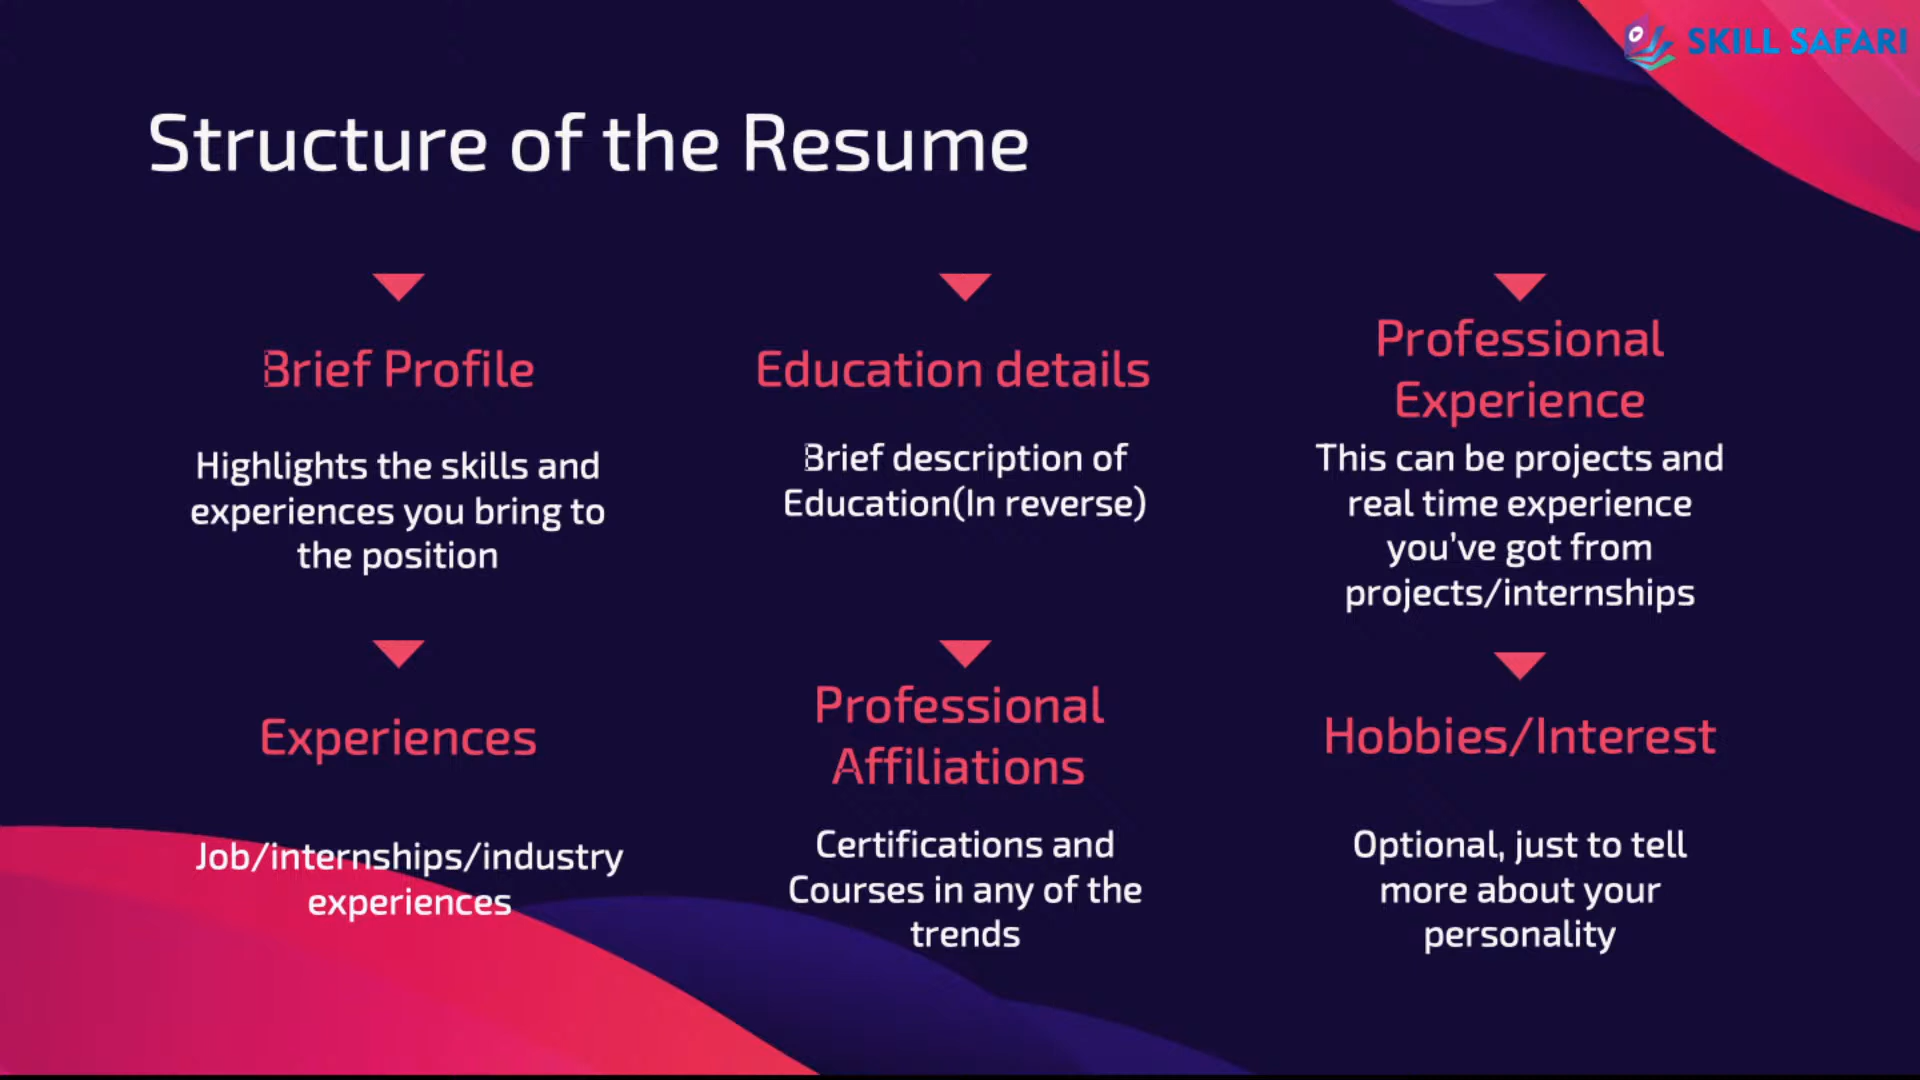 SKILL SAFARI
Structure of the Resume
Brief Profile
Highlights the skills and
experiences you bring to
the position
Education details
Brief description of
Education(In reverse)
Professional
Experience
This can be projects and
real time experience
you've got from
projects/internships
Experiences
Job/internships/industry
experiences
Professional
Affiliations
Certifications and
Courses in any of the
trends
Hobbies/Interest
Optional, just to tell
more about your
personality